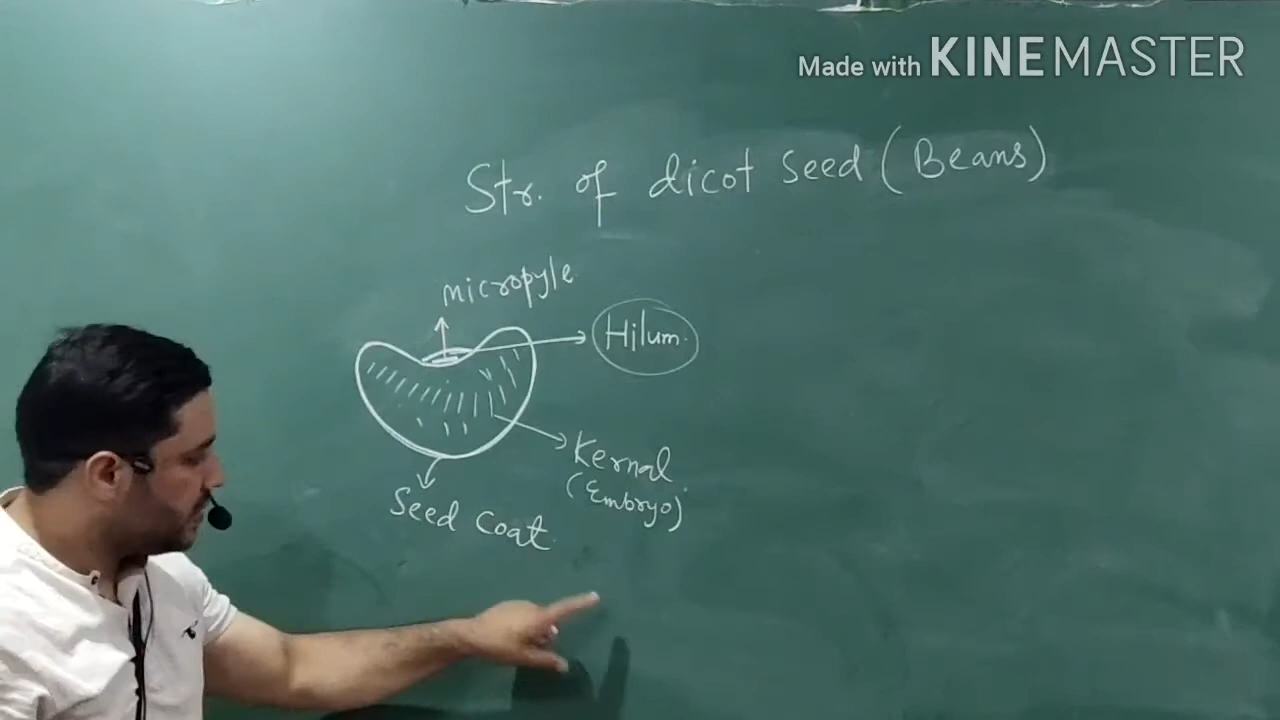 Made with KINEMASTER
Str. of dicot seed (Beans)
micropyle
Hilum.
Kernal
(Embryo)
Seed Coat